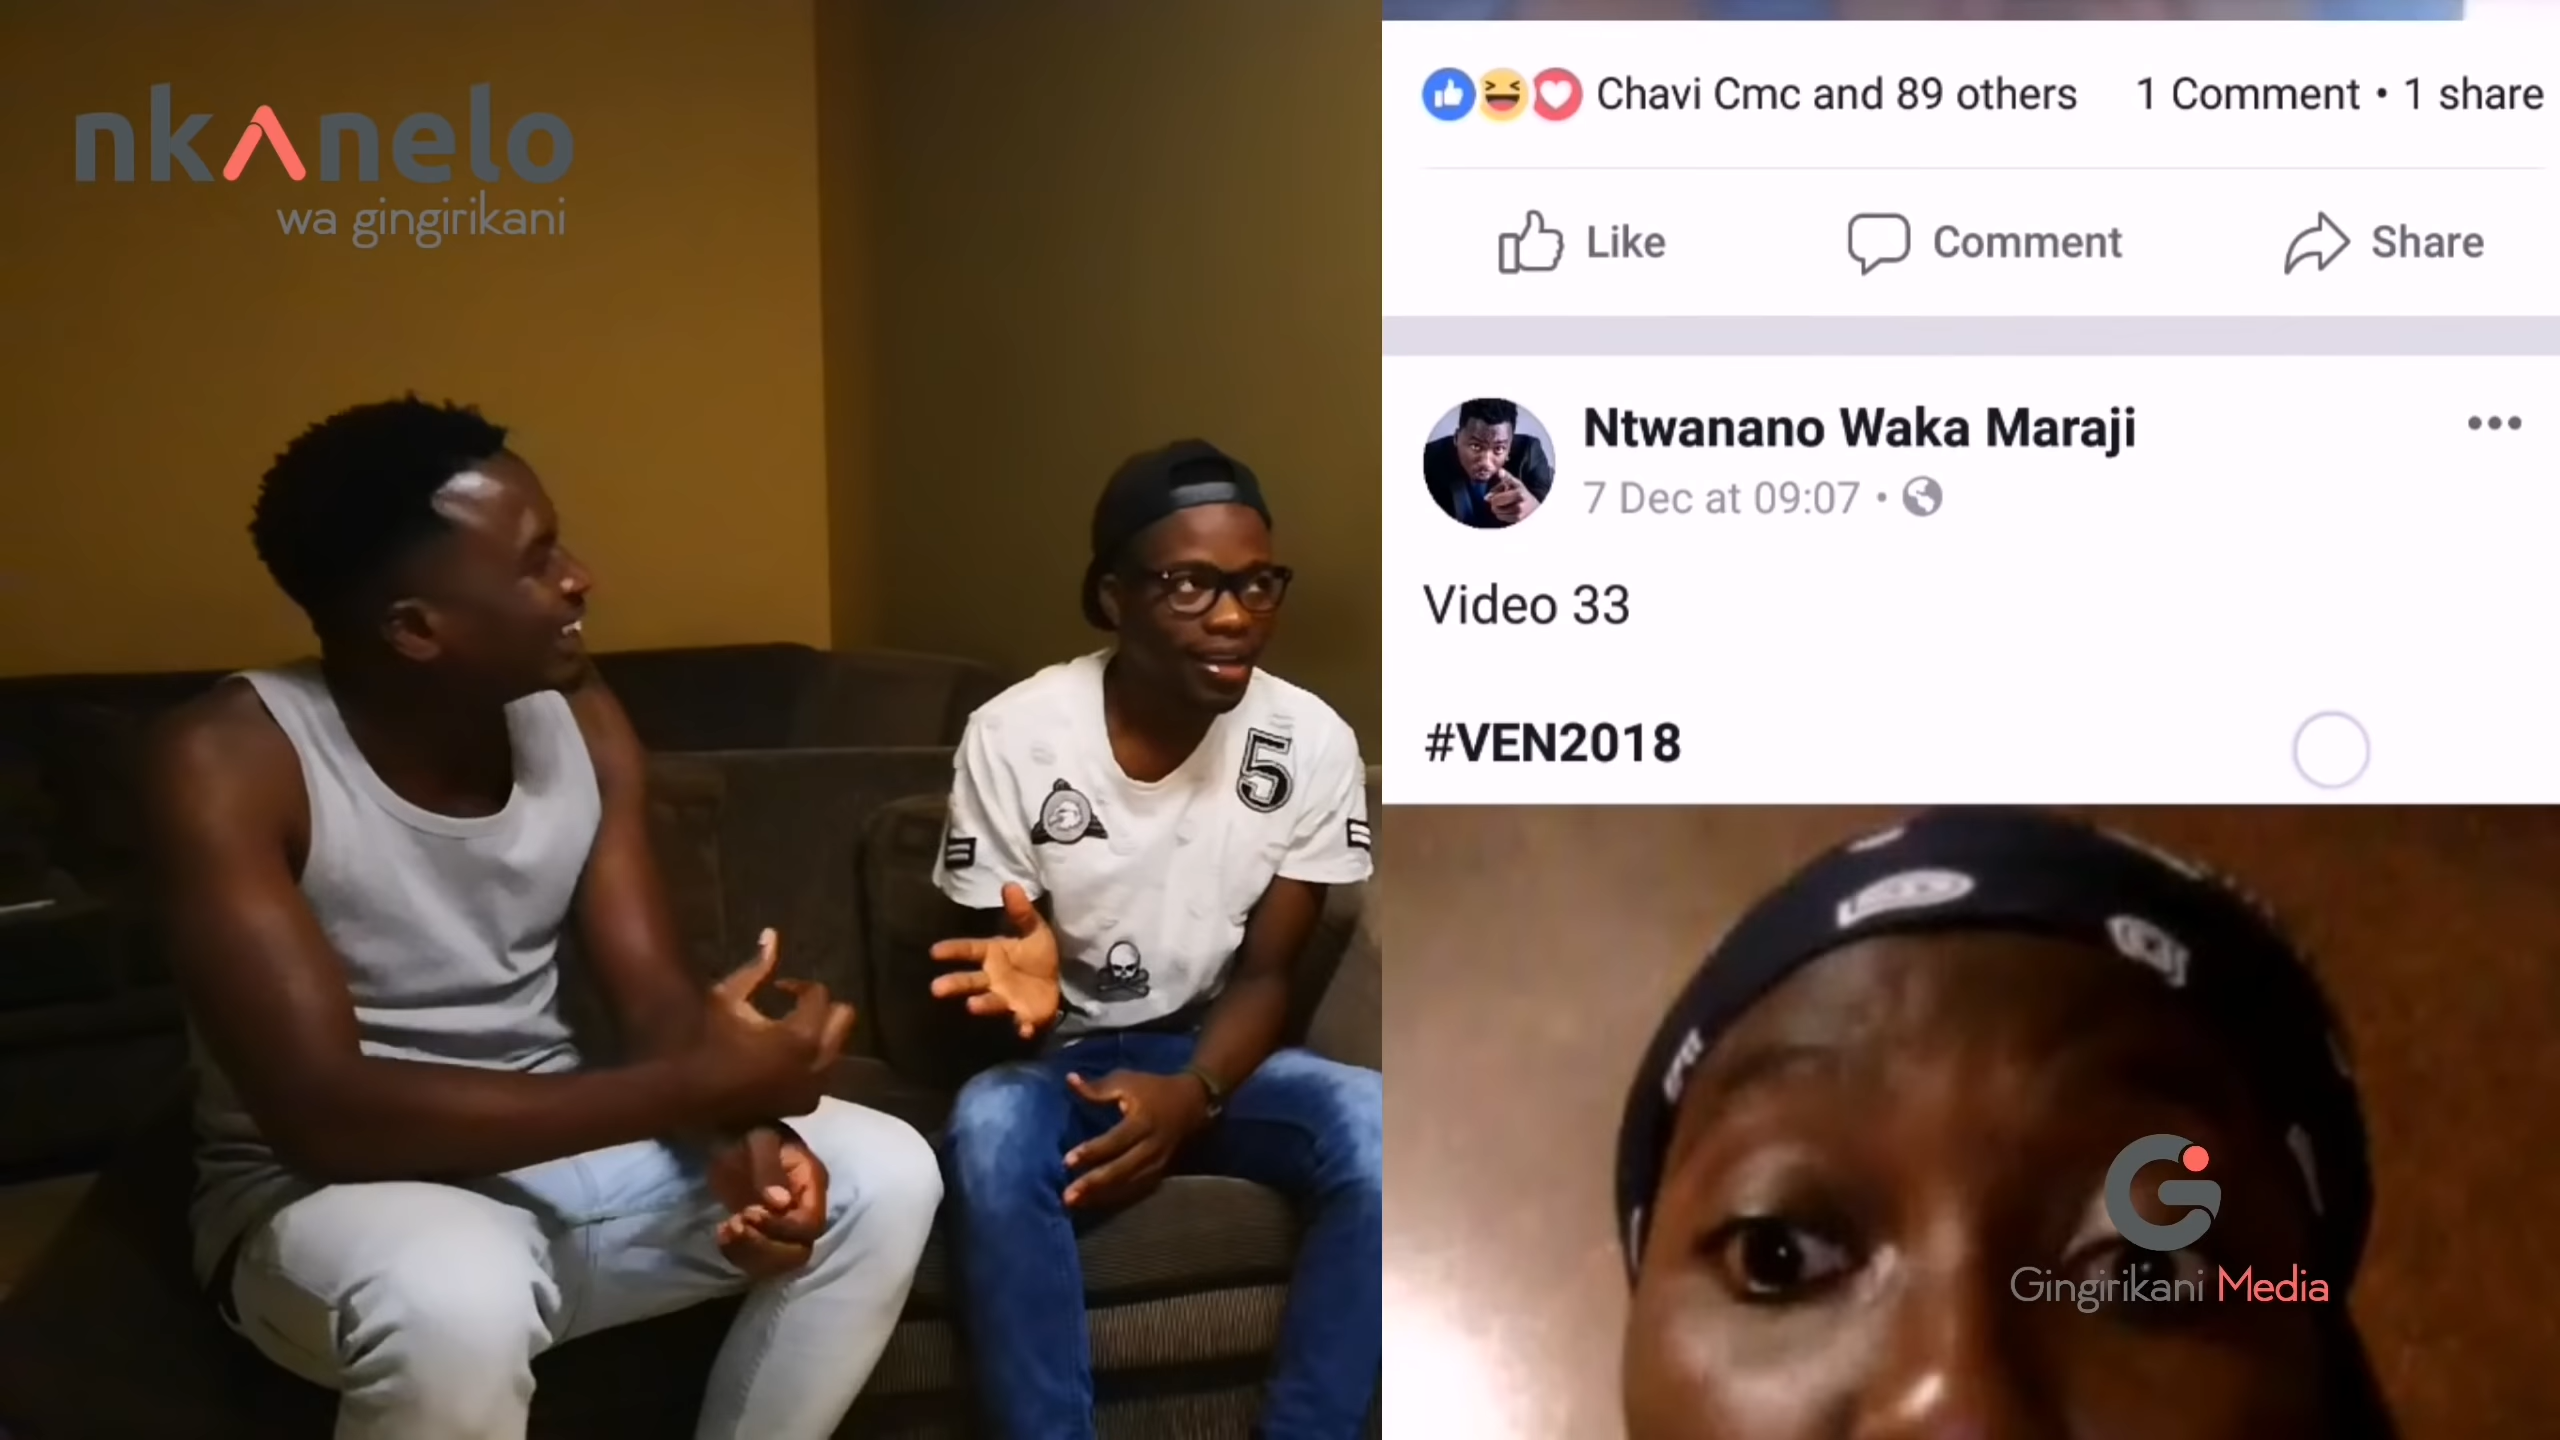 nkanelo
wa gingirikani
5
Chavi Cmc and 89 others 1 Comment • 1 share
Like Comment Share
Ntwanano Waka Maraji
7 Dec at 09:07 •
Video 33
#VEN2018
Gingirikani Media